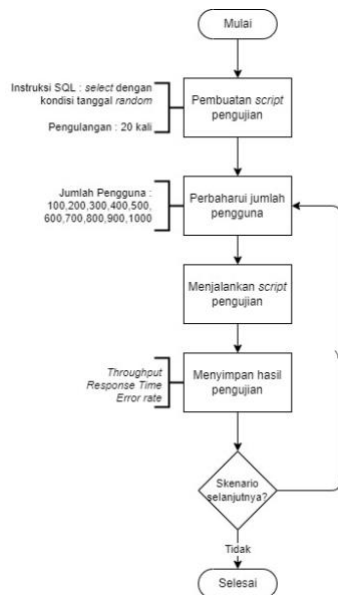 Mulai
Instruksi SQL : select dengan
kondisi tanggal random
Pengulangan : 20 kali
Pembuatan script
pengujian
Jumlah Pengguna :
100,200,300,400,500,
600,700,800,900,1000
Perbaharui jumlah
pengguna
Menjalankan script
pengujian
Throughput
Response Time
Error rate
Menyimpan hasil
pengujian
Skenario
selanjutnya?
Tidak
Selesai